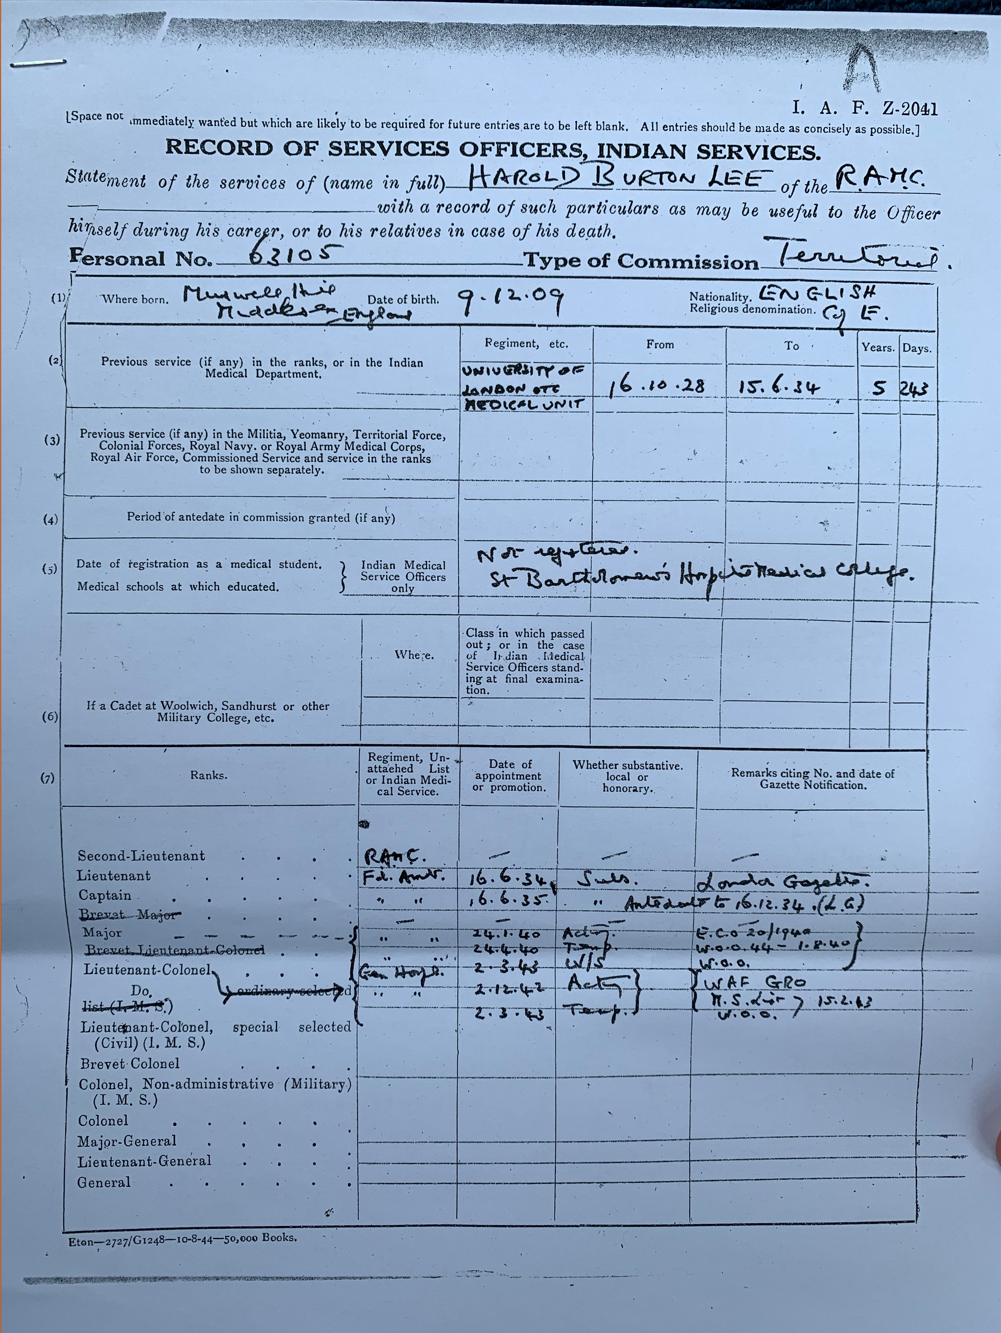 A
I. A. F. Z-2041
[Space not immediately wanted but which are likely to be required for future entries are to be left blank. All entries should be made as concisely as possible.]
RECORD OF SERVICES OFFICERS, INDIAN SERVICES.
Statement of the services of (name in full) HAROLD BURTON LEE of the R.A.M.C.
with a record of such particulars as may be useful to the Officer
himself during his career, or to his relatives in case of his death.
Personal No. 63105 Type of Commission Territorial.
(1) Where born. Muswell Hill Date of birth. 9.12.09 Nationality. ENGLISH
Middlesex England Religious denomination. C of E.
Regiment, etc. From To Years. Days.
(2) Previous service (if any) in the ranks, or in the Indian
Medical Department.
UNIVERSITY OF
LONDON OTC 16.10.28 15.6.34 5 243
MEDICAL UNIT
(3) Previous service (if any) in the Militia, Yeomanry, Territorial Force,
Colonial Forces, Royal Navy. or Royal Army Medical Corps,
Royal Air Force, Commissioned Service and service in the ranks
to be shown separately.
(4) Period of antedate in commission granted (if any)
(5) Date of registration as a medical student.
Medical schools at which educated.
Indian Medical
Service Officers
only
Not registered.
St Bartholomew's Hospital Medical College.
Where.
Class in which passed
out; or in the case
of Indian Medical
Service Officers stand-
ing at final examina-
tion.
(6) If a Cadet at Woolwich, Sandhurst or other
Military College, etc.
(7) Ranks.
Regiment, Un-
attached List
or Indian Medi-
cal Service.
Date of
appointment
or promotion.
Whether substantive.
local or
honorary.
Remarks citing No. and date of
Gazette Notification.
Second-Lieutenant . . . . RAMC. — — —
Lieutenant . . . . Fd. Amb. 16.6.34 Subs. London Gazette.
Captain . . . . . " " 16.6.35 " Antedate to 16.12.34.(L.G)
Brevet Major . . . . — — —
Major — — — — " " 24.1.40 Actg. E.C.O 20/1940
Brevet Lieutenant-Colonel . . " " 24.4.40 Temp. W.O.O.44 - 1.8.40
Lieutenant-Colonel . . . Gen Hospl. 2.3.43 W/S W.O.O.
Do, ordinary selected " " 2.12.42 Actg WAF GRO
list (I. M. S.) M.S. List 15.2.43
2.3.43 Temp. W.O.O.
Lieutenant-Colonel, special selected
(Civil) (I. M. S.)
Brevet Colonel . . . .
Colonel, Non-administrative (Military)
(I. M. S.)
Colonel . . . . .
Major-General . . . .
Lieutenant-General . . .
General . . . . .
Eton—2727/G1248—10-8-44—50,000 Books.